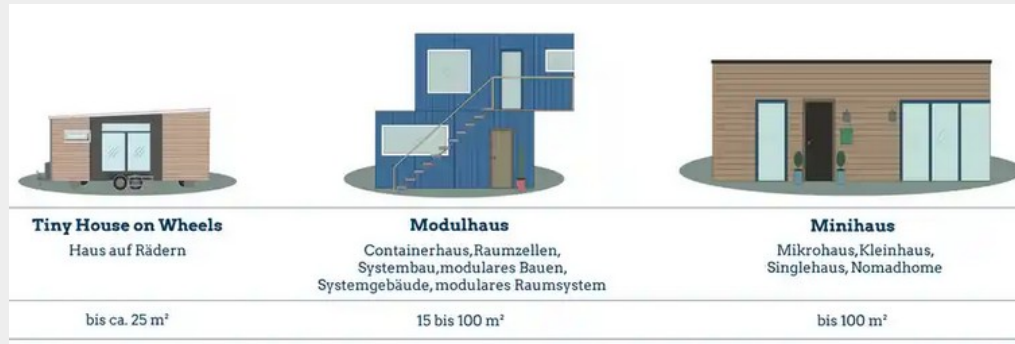 Tiny House on Wheels
Haus auf Rädern
bis ca. 25 m²
Modulhaus
Containerhaus,Raumzellen,
Systembau,modulares Bauen,
Systemgebäude,modulares Raumsystem
15 bis 100 m²
Minihaus
Mikrohaus,Kleinhaus,
Singlehaus, Nomadhome
bis 100 m²